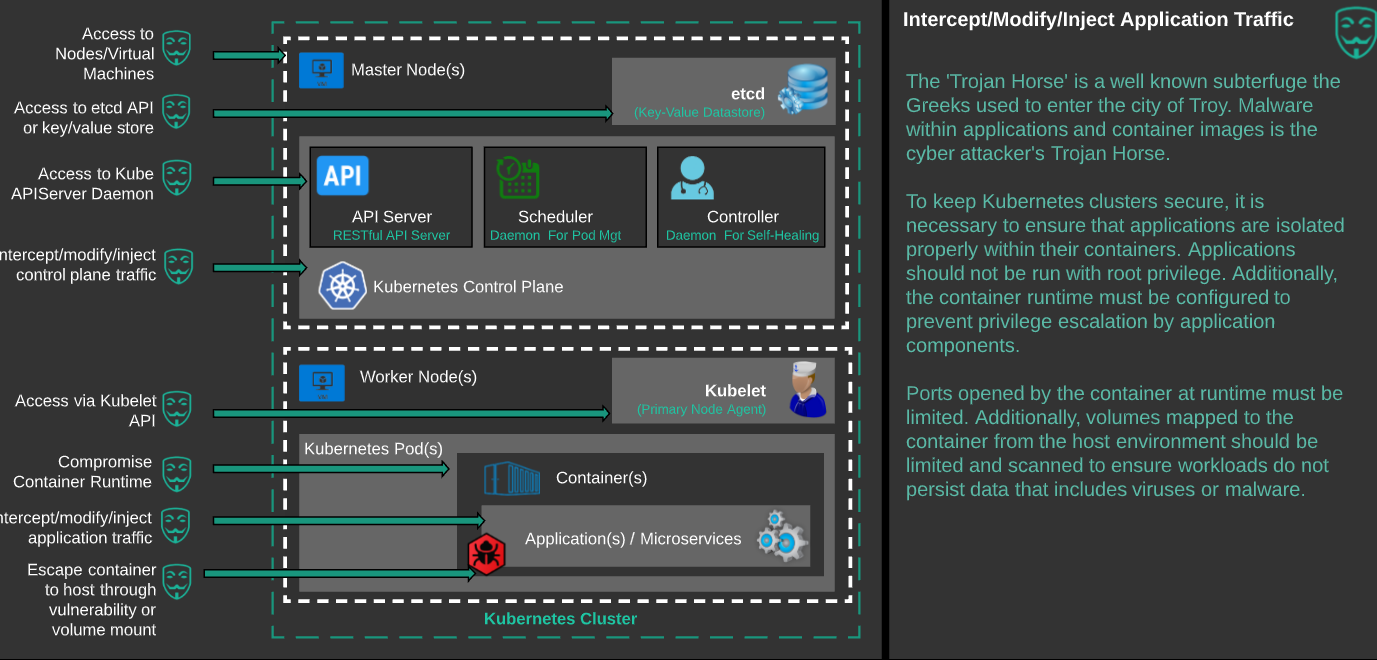 Access to
Nodes/Virtual
Machines
Access to etcd API
or key/value store
Access to Kube
APIServer Daemon
ntercept/modify/inject
control plane traffic
Access via Kubelet
API
Compromise
Container Runtime
ntercept/modify/inject
application traffic
Escape container
to host through
vulnerability or
volume mount
Master Node(s)
etcd
(Key-Value Datastore)
API
API Server
RESTful API Server
Scheduler
Daemon For Pod Mgt
Controller
Daemon For Self-Healing
Kubernetes Control Plane
Worker Node(s)
Kubelet
(Primary Node Agent)
Kubernetes Pod(s)
Container(s)
Application(s) / Microservices
Kubernetes Cluster
Intercept/Modify/Inject Application Traffic
The 'Trojan Horse' is a well known subterfuge the
Greeks used to enter the city of Troy. Malware
within applications and container images is the
cyber attacker's Trojan Horse.
To keep Kubernetes clusters secure, it is
necessary to ensure that applications are isolated
properly within their containers. Applications
should not be run with root privilege. Additionally,
the container runtime must be configured to
prevent privilege escalation by application
components.
Ports opened by the container at runtime must be
limited. Additionally, volumes mapped to the
container from the host environment should be
limited and scanned to ensure workloads do not
persist data that includes viruses or malware.